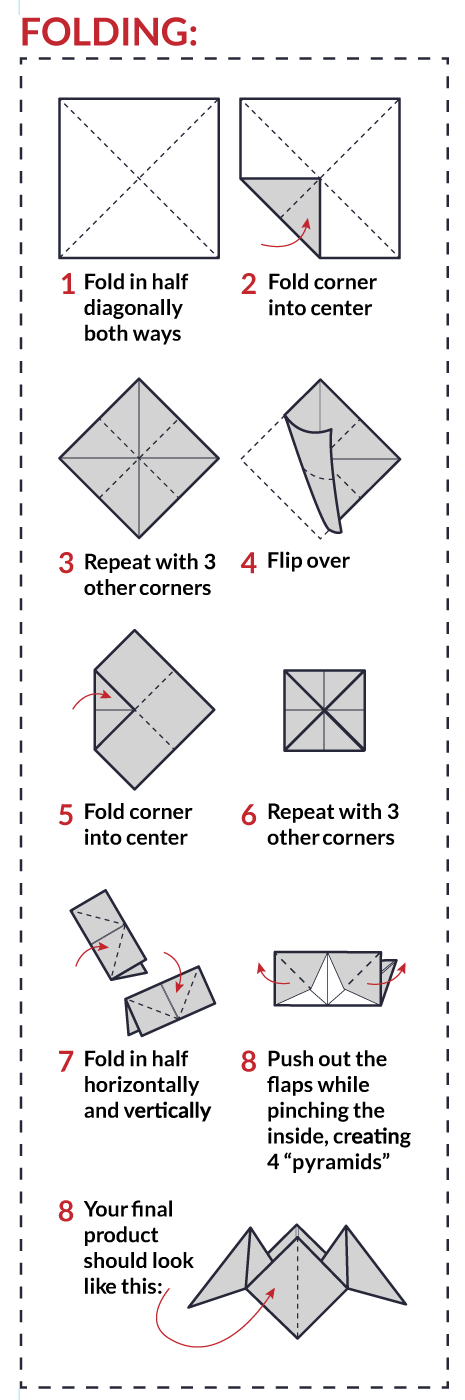 FOLDING:
1 Fold in half
diagonally
both ways
2 Fold corner
into center
3 Repeat with 3
other corners
4 Flip over
5 Fold corner
into center
6 Repeat with 3
other corners
7 Fold in half
horizontally
and vertically
8 Push out the
flaps while
pinching the
inside, creating
4 “pyramids”
8 Your final
product
should look
like this: